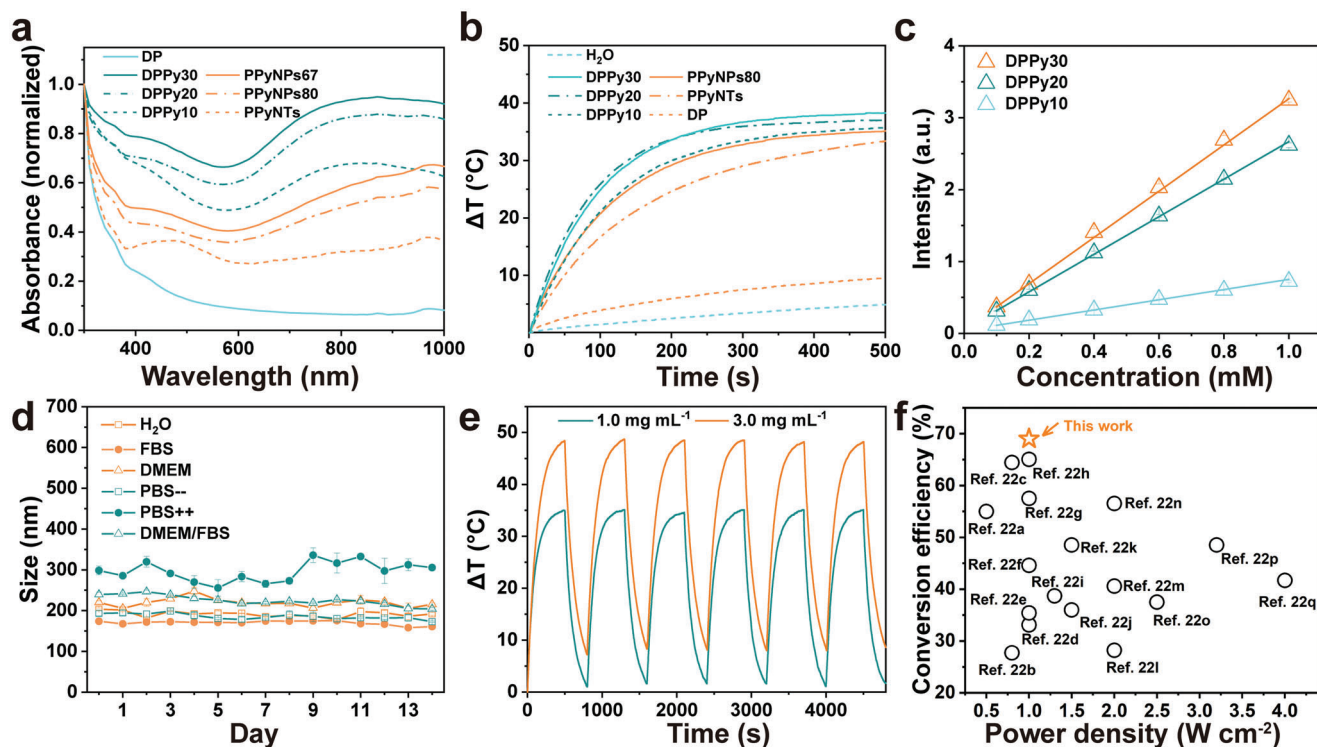 a
DP
DPPy30
PPyNPs67
DPPy20
PPyNPs80
DPPy10
PPyNTs
1.0
0.8
0.6
0.4
0.2
0.0
400
600
800
1000
Absorbance (normalized)
Wavelength (nm)
b
H₂O
DPPy30
PPyNPs80
DPPy20
PPyNTs
DPPy10
DP
50
40
30
20
10
0
100
200
300
400
500
ΔT (°C)
Time (s)
c
DPPy30
DPPy20
DPPy10
4
3
2
1
0
0.0
0.2
0.4
0.6
0.8
1.0
Intensity (a.u.)
Concentration (mM)
d
H₂O
FBS
DMEM
PBS--
PBS++
DMEM/FBS
700
600
500
400
300
200
100
0
1
3
5
7
9
11
13
Size (nm)
Day
e
1.0 mg mL⁻¹
3.0 mg mL⁻¹
50
40
30
20
10
0
0
1000
2000
3000
4000
ΔT (°C)
Time (s)
f
This work
Ref. 22c
Ref. 22h
Ref. 22g
Ref. 22n
Ref. 22a
Ref. 22k
Ref. 22p
Ref. 22f
Ref. 22i
Ref. 22m
Ref. 22q
Ref. 22e
Ref. 22j
Ref. 22o
Ref. 22d
Ref. 22b
Ref. 22l
80
70
60
50
40
30
20
0.5
1.0
1.5
2.0
2.5
3.0
3.5
4.0
Conversion efficiency (%)
Power density (W cm⁻²)